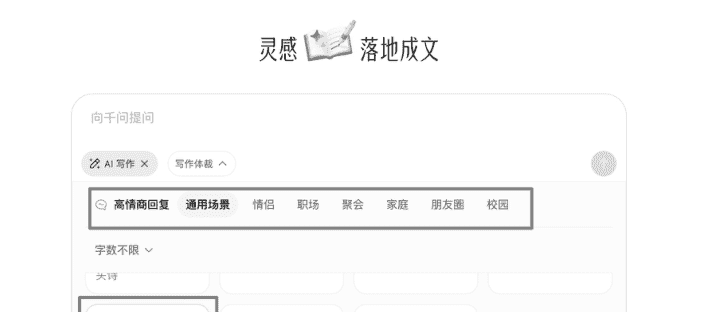 灵感 落地成文
向千问提问
AI 写作 × 写作体裁
高情商回复 通用场景 情侣 职场 聚会 家庭 朋友圈 校园
字数不限